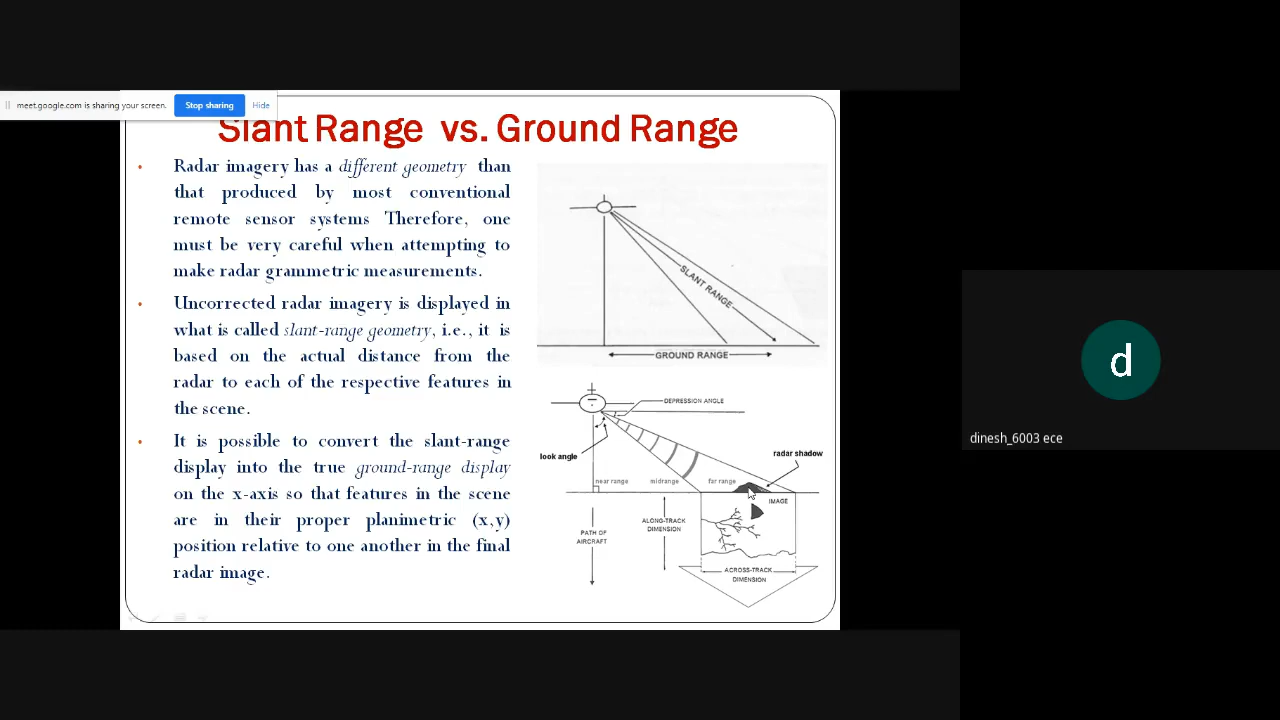 meet.google.com is sharing your screen.
Stop sharing
Hide
Slant Range vs. Ground Range
• Radar imagery has a different geometry than
that produced by most conventional
remote sensor systems Therefore, one
must be very careful when attempting to
make radar grammetric measurements.
• Uncorrected radar imagery is displayed in
what is called slant-range geometry, i.e., it is
based on the actual distance from the
radar to each of the respective features in
the scene.
• It is possible to convert the slant-range
display into the true ground-range display
on the x-axis so that features in the scene
are in their proper planimetric (x,y)
position relative to one another in the final
radar image.
SLANT RANGE
GROUND RANGE
DEPRESSION ANGLE
look angle
radar shadow
near range
midrange
far range
IMAGE
PATH OF
AIRCRAFT
ALONG-TRACK
DIMENSION
ACROSS-TRACK
DIMENSION
d
dinesh_6003 ece